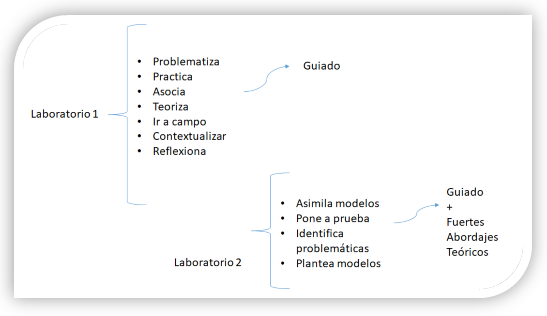 Laboratorio 1
• Problematiza
• Practica
• Asocia
• Teoriza
• Ir a campo
• Contextualizar
• Reflexiona
Guiado
Laboratorio 2
• Asimila modelos
• Pone a prueba
• Identifica
problemáticas
• Plantea modelos
Guiado
+
Fuertes
Abordajes
Teóricos